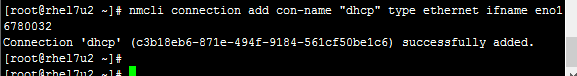 [root@rhel7u2 ~]# nmcli connection add con-name "dhcp" type ethernet ifname eno1
6780032
Connection 'dhcp' (c3b18eb6-871e-494f-9184-561cf50be1c6) successfully added.
[root@rhel7u2 ~]#
[root@rhel7u2 ~]#